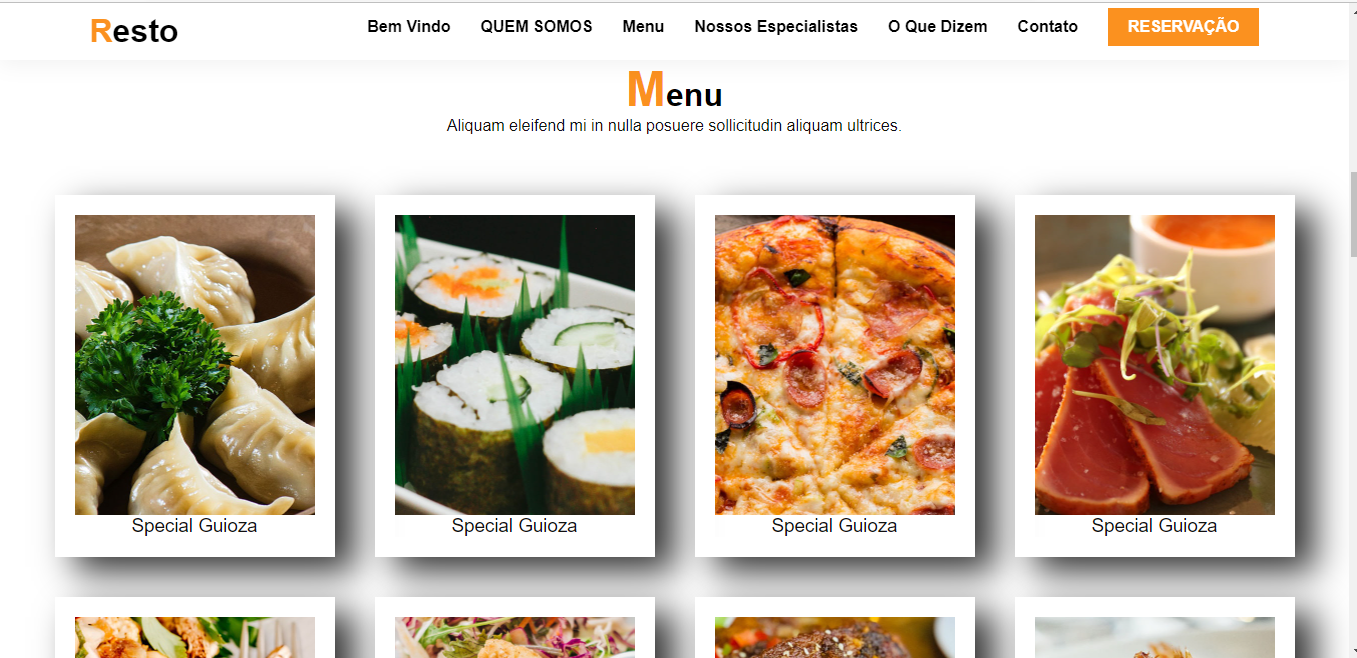 Resto
Bem Vindo QUEM SOMOS Menu Nossos Especialistas O Que Dizem Contato RESERVAÇÃO
Menu
Aliquam eleifend mi in nulla posuere sollicitudin aliquam ultrices.
Special Guioza Special Guioza Special Guioza Special Guioza